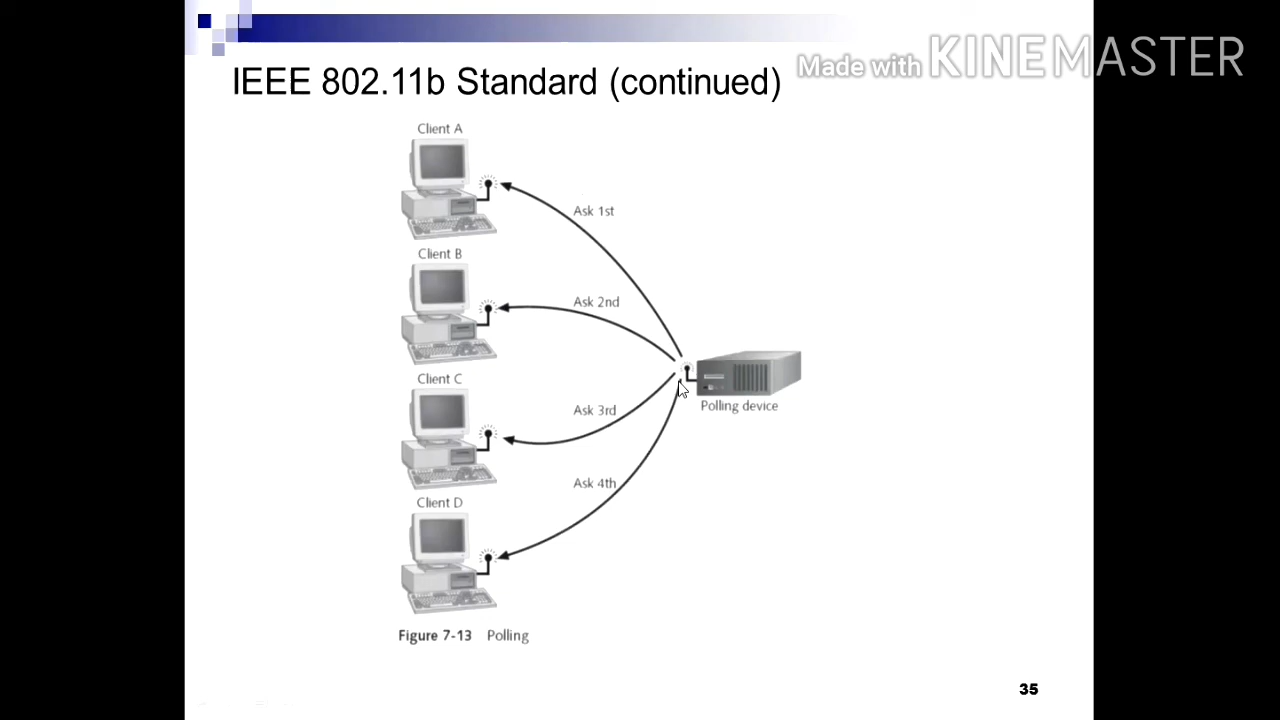 Made with KINEMASTER
IEEE 802.11b Standard (continued)
Client A
Ask 1st
Client B
Ask 2nd
Client C
Polling device
Ask 3rd
Ask 4th
Client D
Figure 7-13 Polling
35